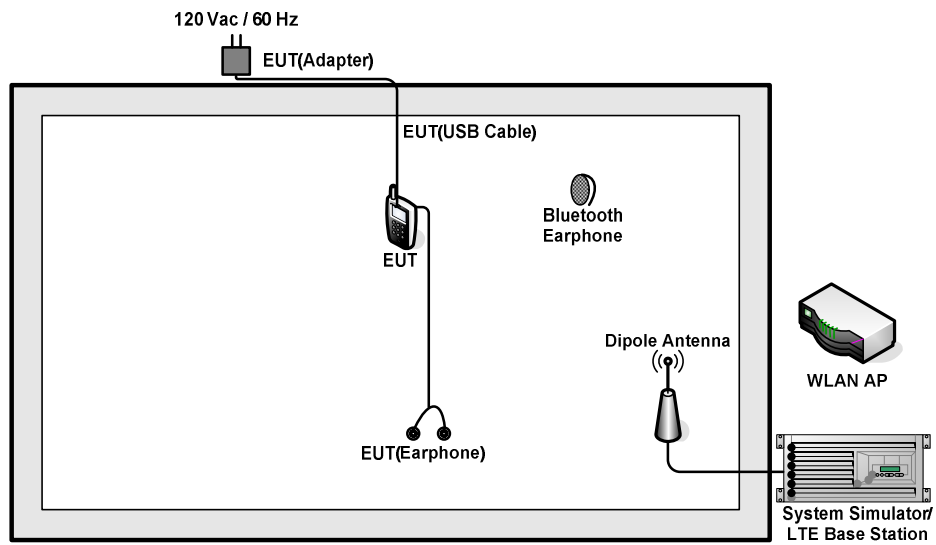 120 Vac / 60 Hz
EUT(Adapter)
EUT(USB Cable)
Bluetooth
Earphone
EUT
Dipole Antenna
WLAN AP
EUT(Earphone)
System Simulator/
LTE Base Station